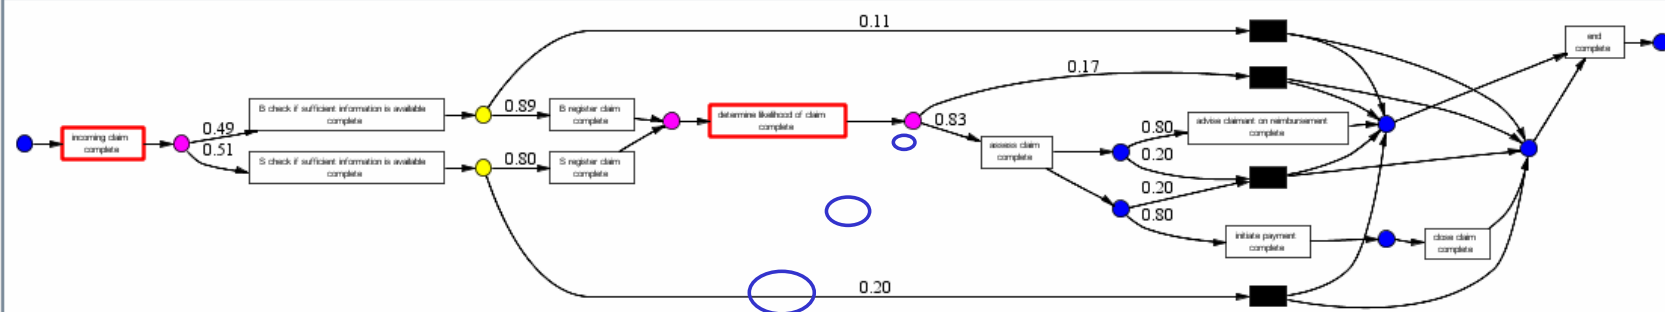 0.11
end
complete
0.17
B check if sufficient information is available
complete
0.89
B register claim
complete
determine likelihood of claim
complete
0.83
advise claimant on reimbursement
complete
0.80
incoming claim
complete
0.49
0.51
assess claim
complete
0.20
S check if sufficient information is available
complete
0.80
S register claim
complete
0.20
0.80
initiate payment
complete
close claim
complete
0.20